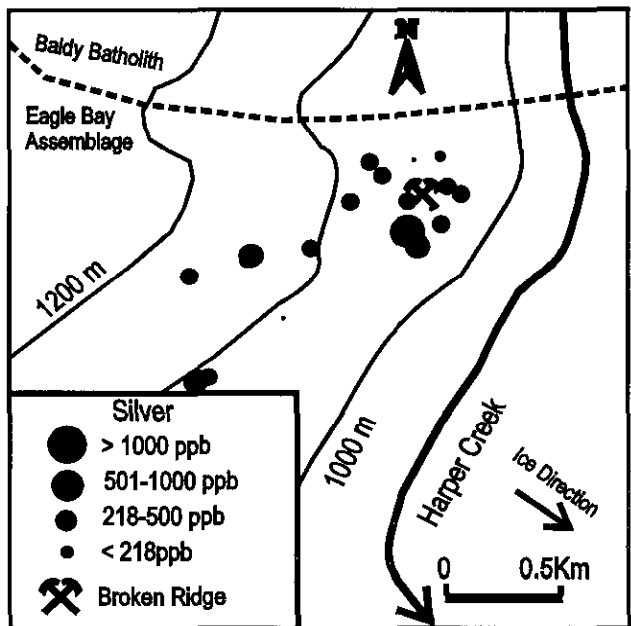 N
Baldy Batholith
Eagle Bay
Assemblage
1200 m
1000 m
Harper Creek
Ice Direction
0 0.5Km
Silver
> 1000 ppb
501-1000 ppb
218-500 ppb
< 218ppb
Broken Ridge